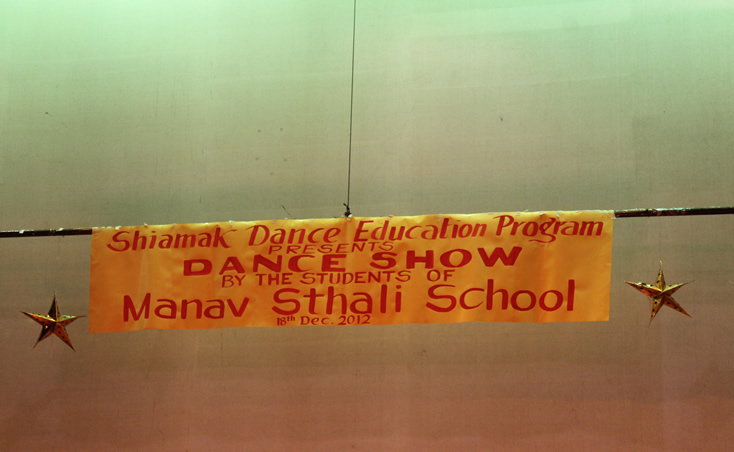 Shiamak Dance Education Program
PRESENTS
DANCE SHOW
BY THE STUDENTS OF
Manav Sthali School
18th Dec. 2012